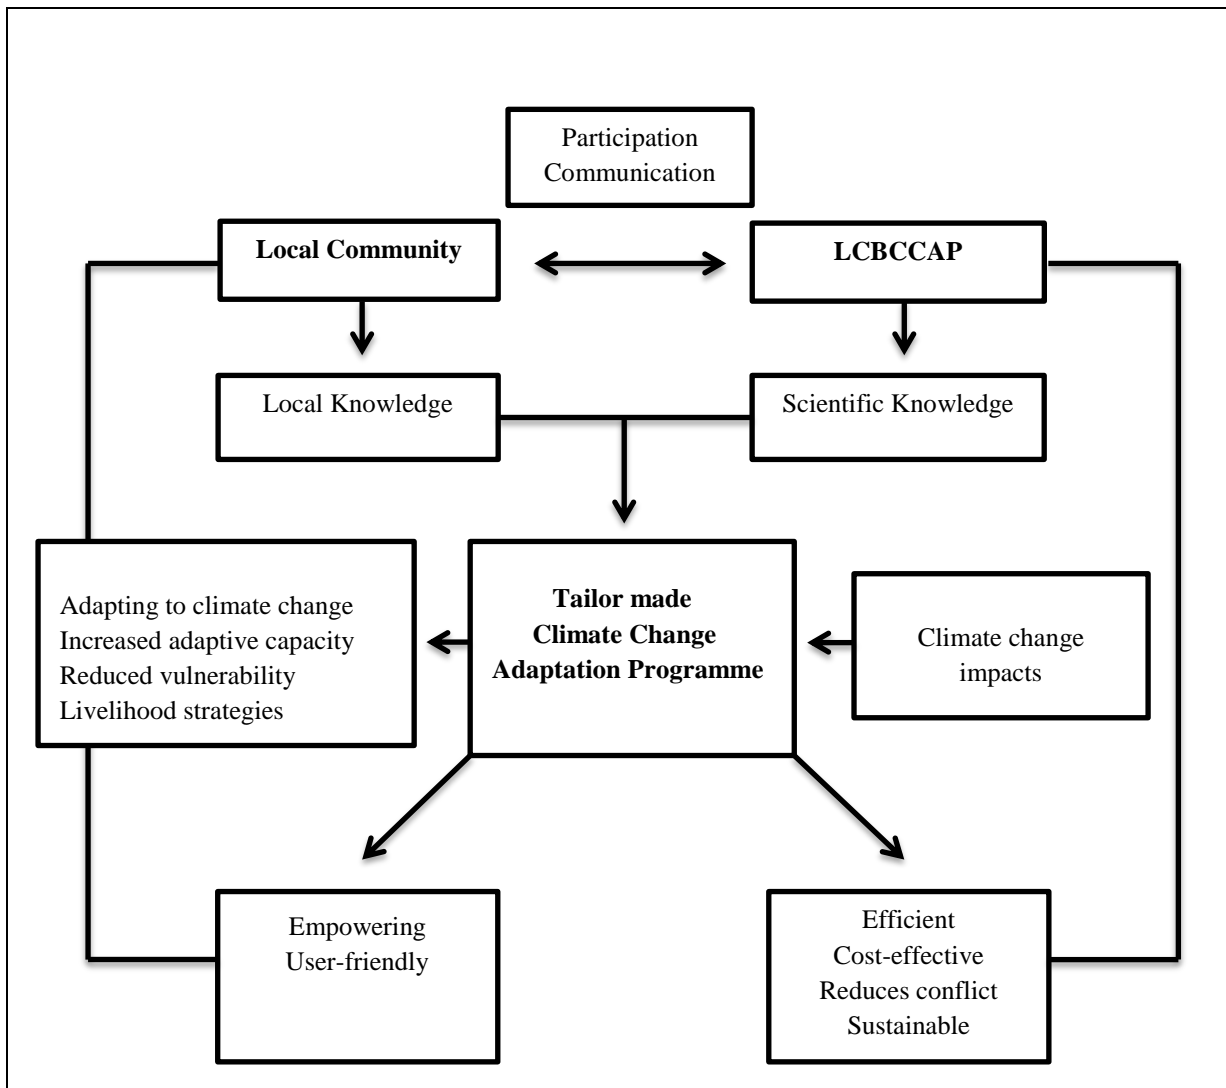 Participation
Communication
Local Community
LCBCCAP
Local Knowledge
Scientific Knowledge
Adapting to climate change
Increased adaptive capacity
Reduced vulnerability
Livelihood strategies
Tailor made
Climate Change
Adaptation Programme
Climate change
impacts
Empowering
User-friendly
Efficient
Cost-effective
Reduces conflict
Sustainable